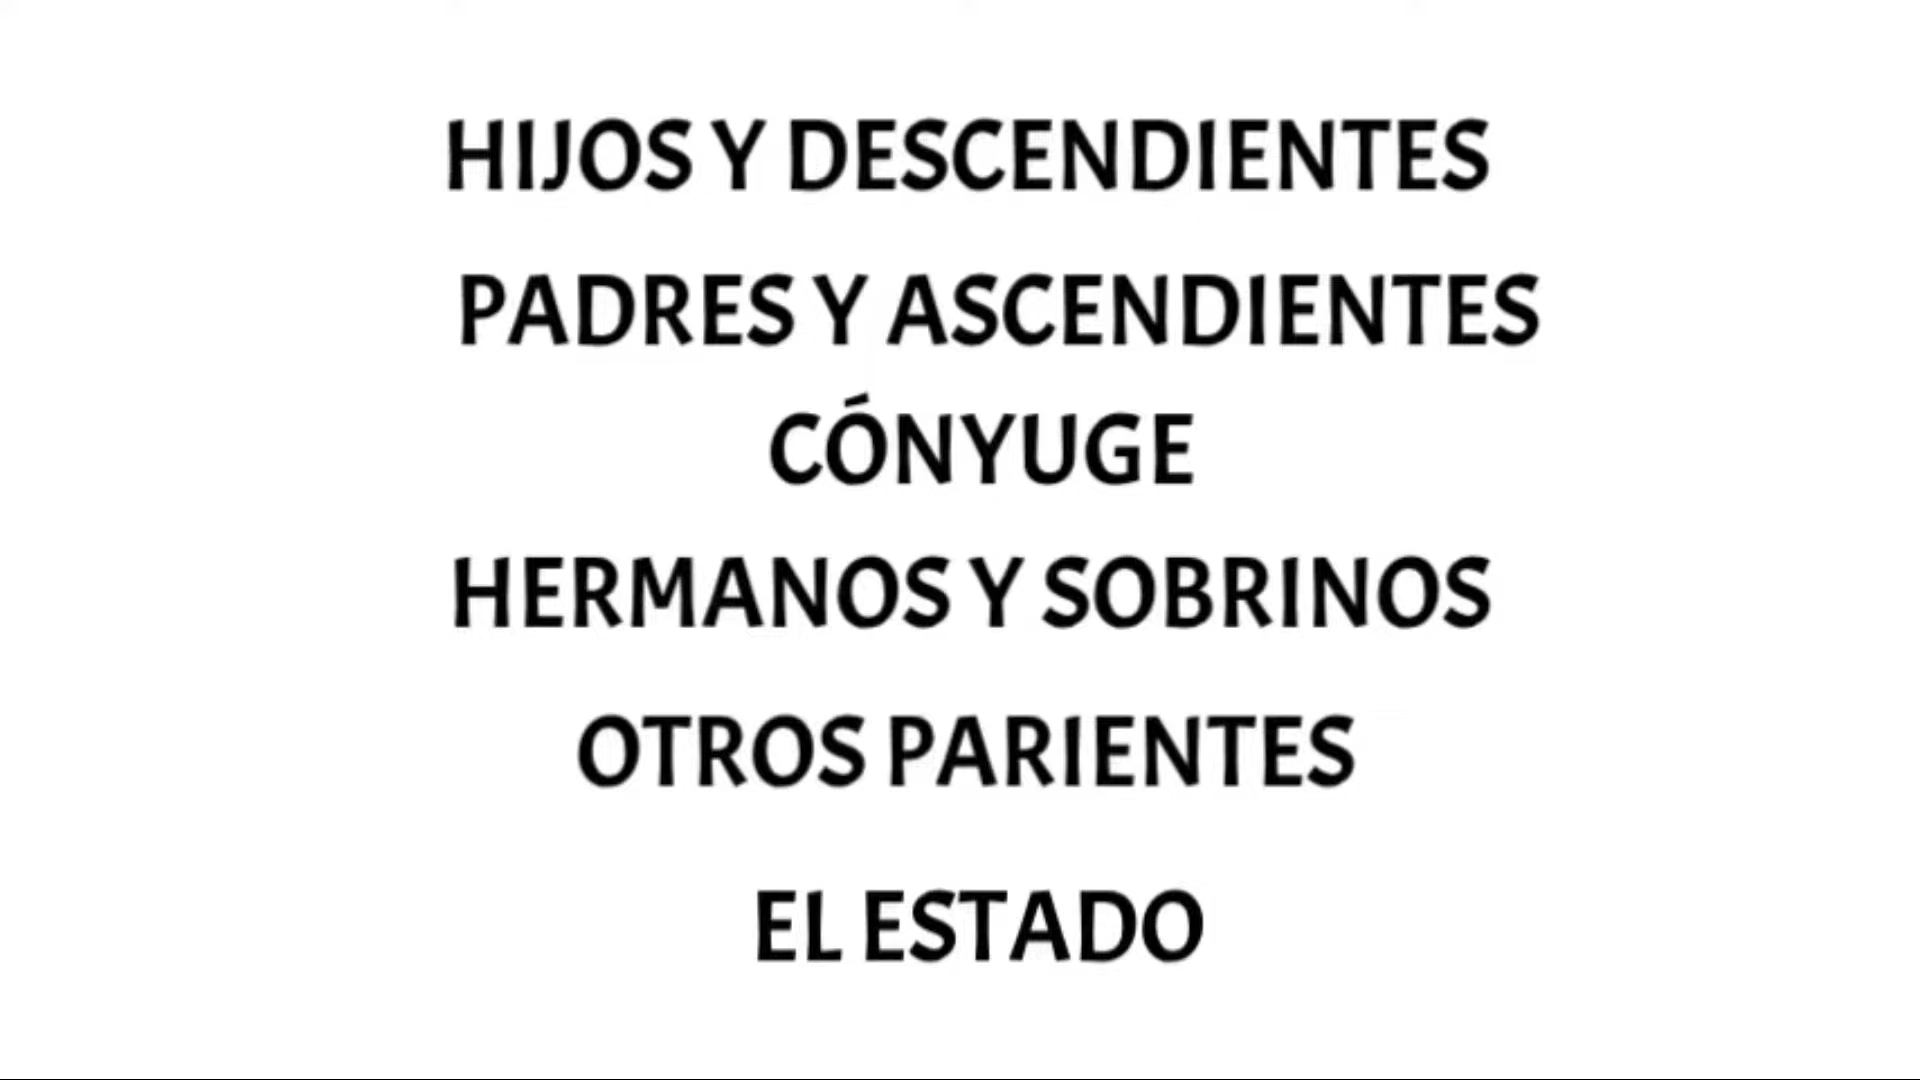 HIJOS Y DESCENDIENTES
PADRES Y ASCENDIENTES
CÓNYUGE
HERMANOS Y SOBRINOS
OTROS PARIENTES
EL ESTADO